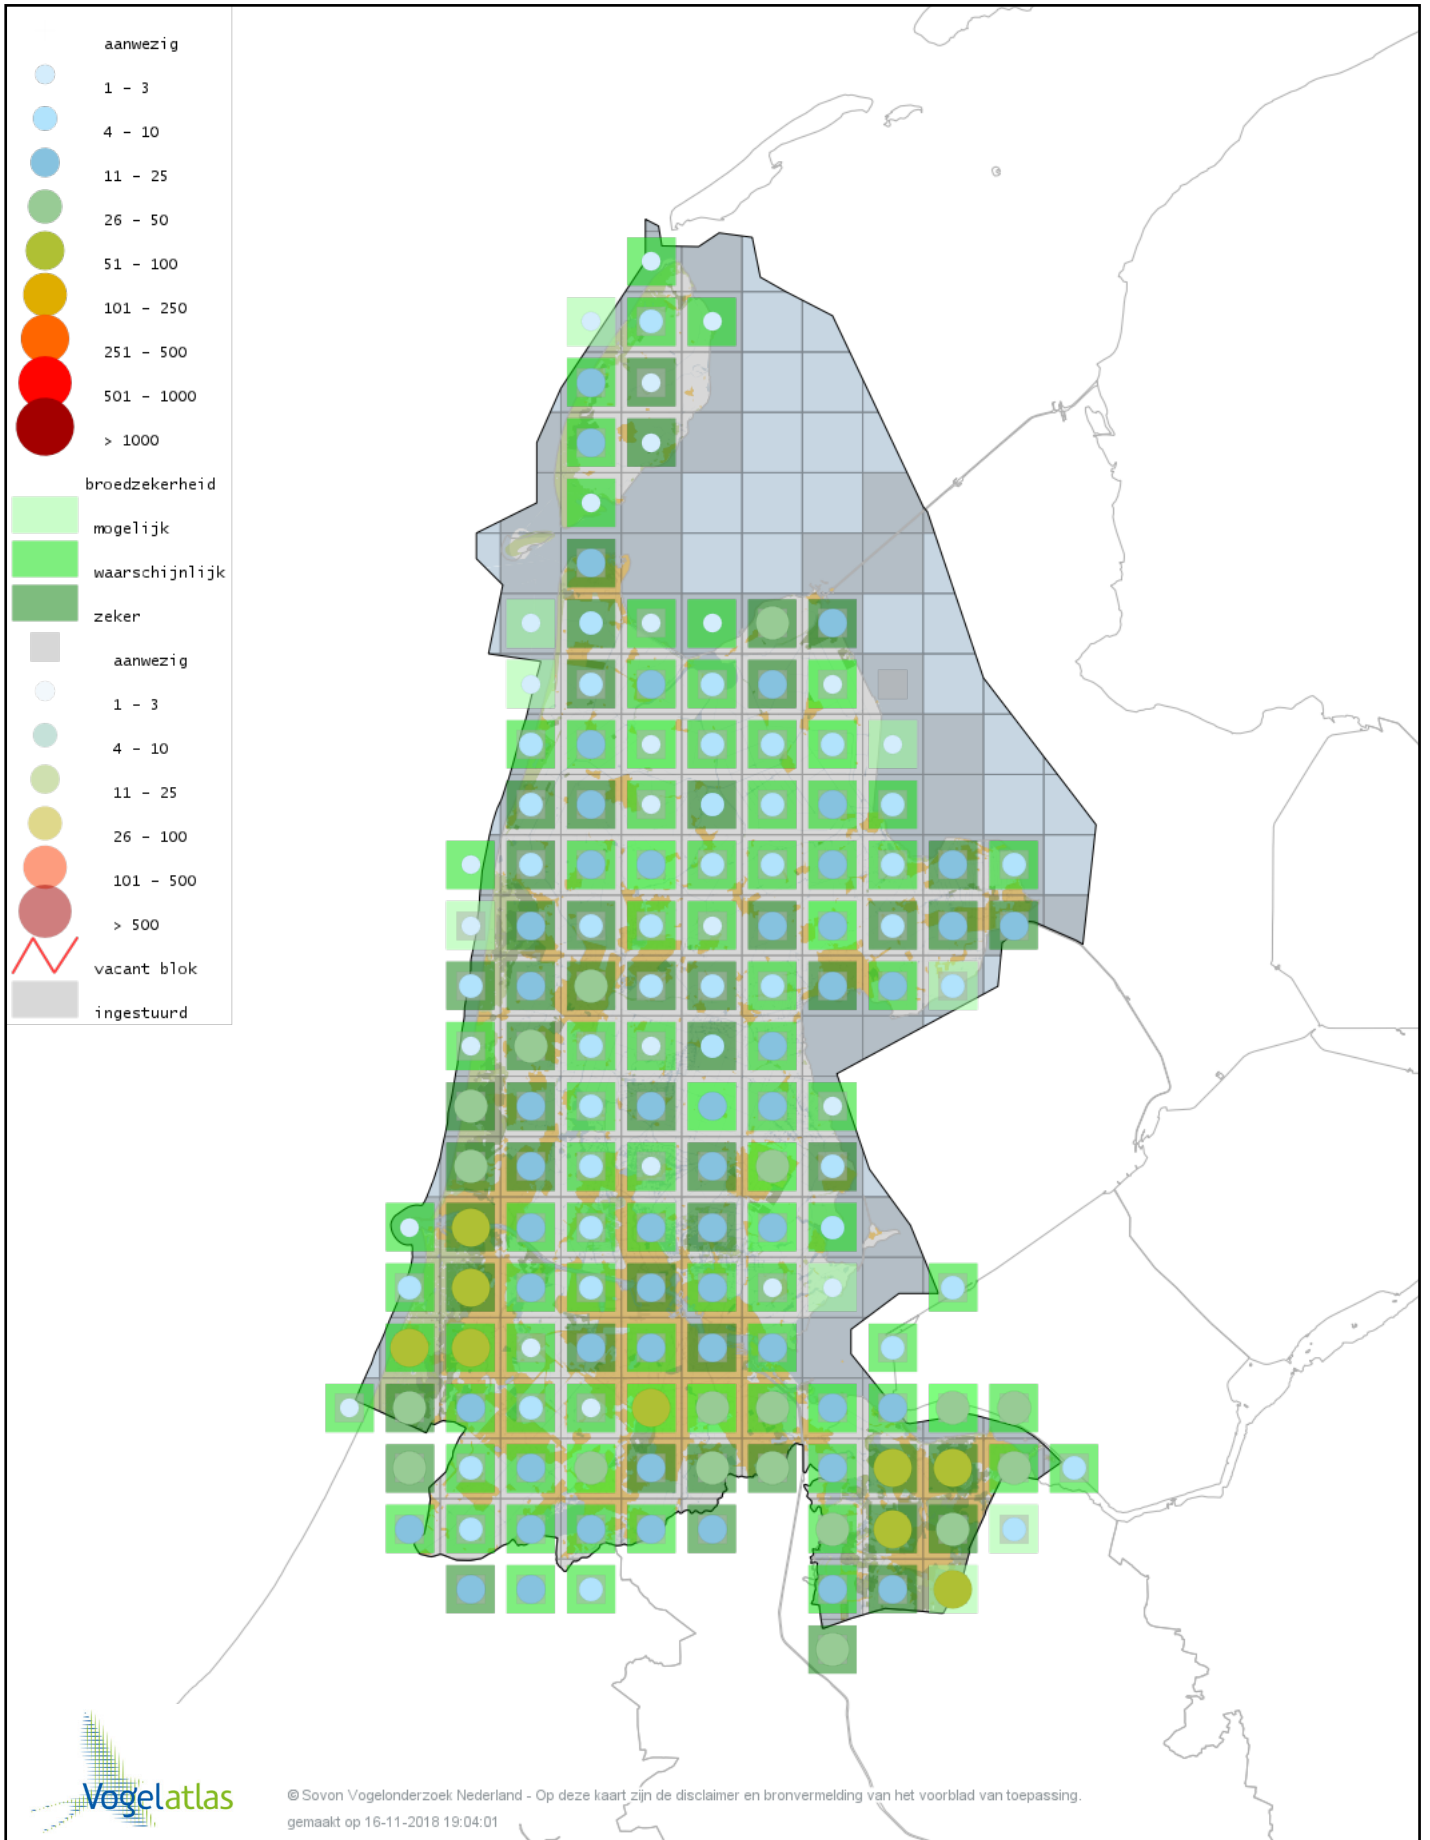 aanwezig
1 – 3
4 – 10
11 – 25
26 – 50
51 – 100
101 – 250
251 – 500
501 – 1000
> 1000
broedzekerheid
mogelijk
waarschijnlijk
zeker
aanwezig
1 – 3
4 – 10
11 – 25
26 – 100
101 – 500
> 500
vacant blok
ingestuurd
Vogelatlas
© Sovon Vogelonderzoek Nederland - Op deze kaart zijn de disclaimer en bronvermelding van het voorblad van toepassing.
gemaakt op 16-11-2018 19:04:01